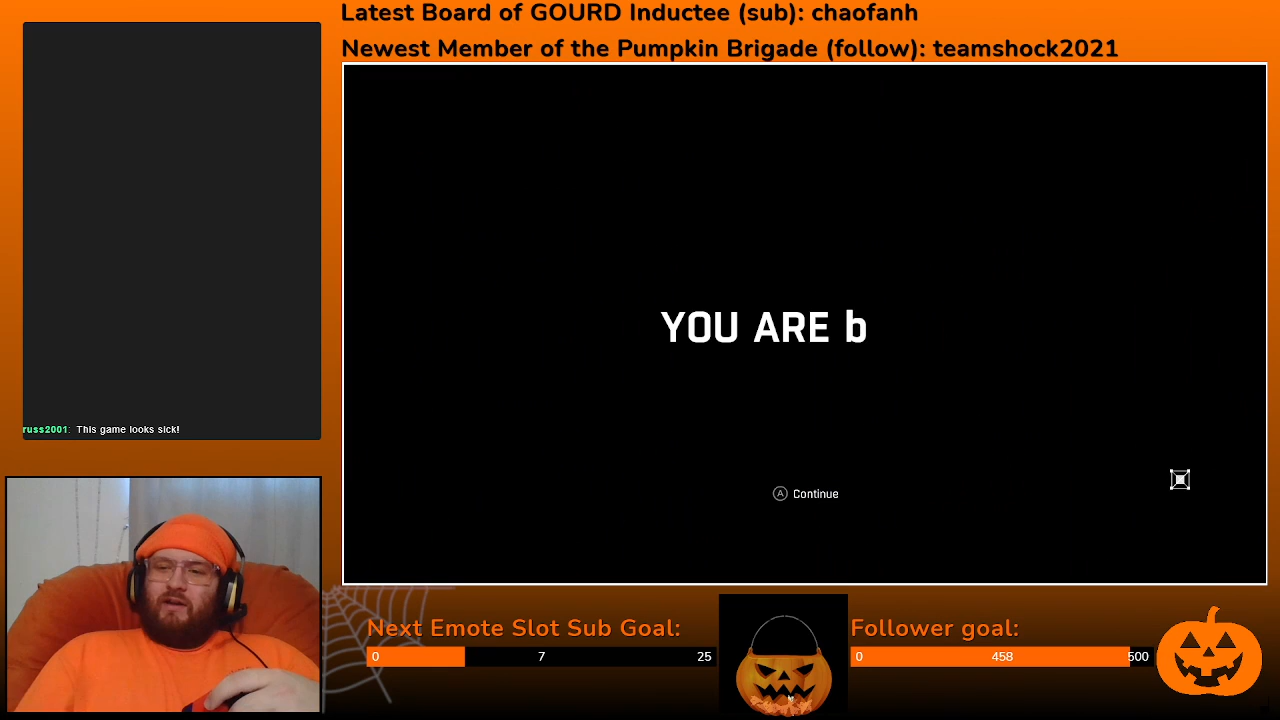 Latest Board of GOURD Inductee (sub): chaofanh
Newest Member of the Pumpkin Brigade (follow): teamshock2021
YOU ARE b
A Continue
russ2001: This game looks sick!
Next Emote Slot Sub Goal:
0 7 25
Follower goal:
0 458 500